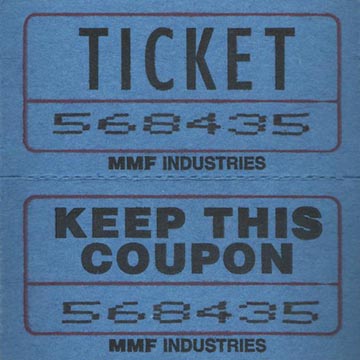 TICKET
568435
MMF INDUSTRIES
KEEP THIS
COUPON
568435
MMF INDUSTRIES